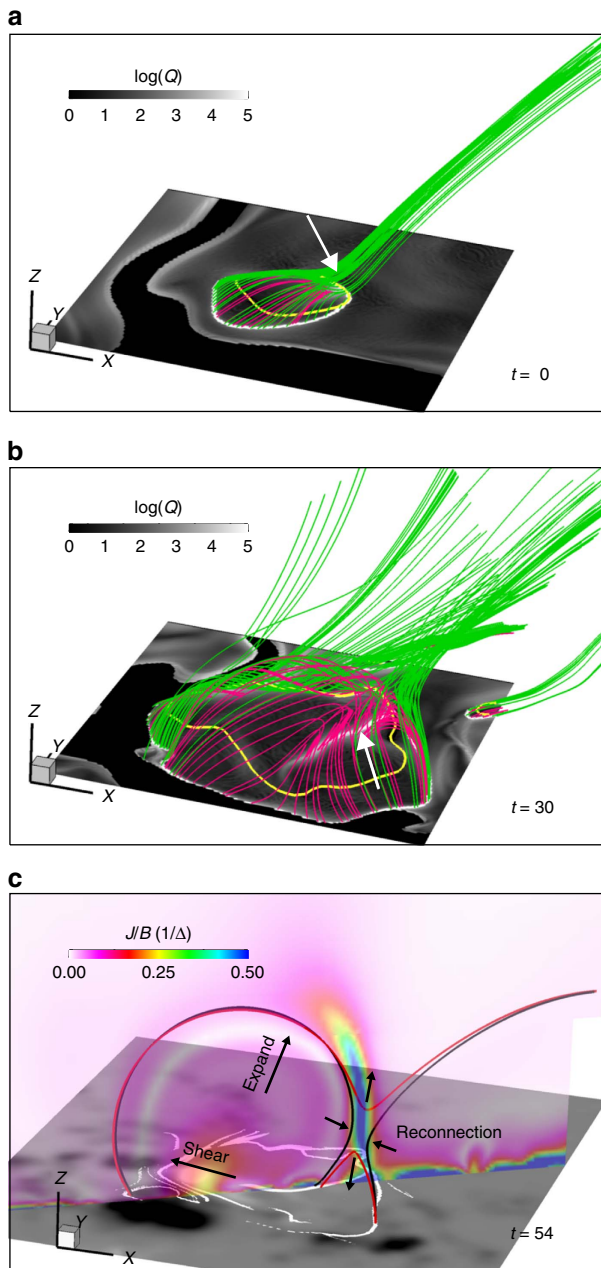 a
log(Q)
0 1 2 3 4 5
Z
Y
X
t = 0
b
log(Q)
0 1 2 3 4 5
Z
Y
X
t = 30
c
J/B (1/Δ)
0.00 0.25 0.50
Expand
Reconnection
Shear
Z
Y
X
t = 54